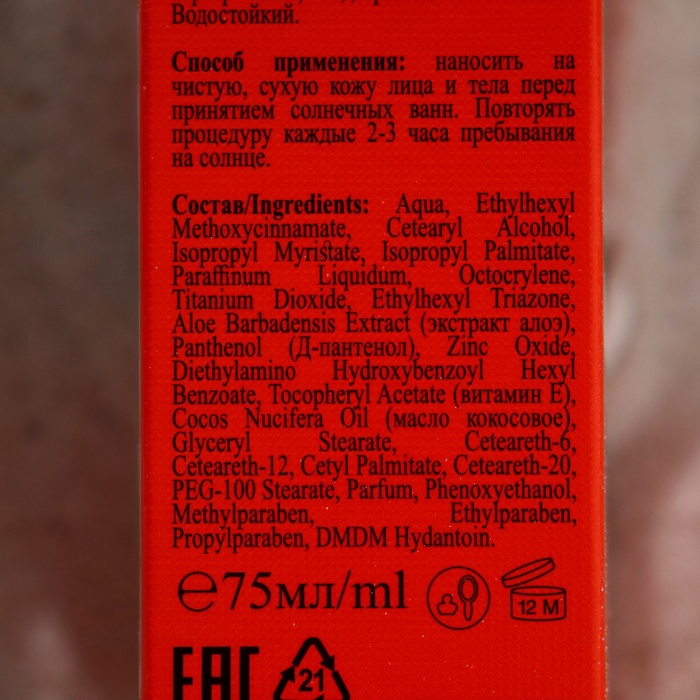 Водостойкий.
Способ применения: наносить на
чистую, сухую кожу лица и тела перед
принятием солнечных ванн. Повторять
процедуру каждые 2-3 часа пребывания
на солнце.
Состав/Ingredients: Aqua, Ethylhexyl
Methoxycinnamate, Cetearyl Alcohol,
Isopropyl Myristate, Isopropyl Palmitate,
Paraffinum Liquidum, Octocrylene,
Titanium Dioxide, Ethylhexyl Triazone,
Aloe Barbadensis Extract (экстракт алоэ),
Panthenol (Д-пантенол), Zinc Oxide,
Diethylamino Hydroxybenzoyl Hexyl
Benzoate, Tocopheryl Acetate (витамин Е),
Cocos Nucifera Oil (масло кокосовое),
Glyceryl Stearate, Ceteareth-6,
Ceteareth-12, Cetyl Palmitate, Ceteareth-20,
PEG-100 Stearate, Parfum, Phenoxyethanol,
Methylparaben, Ethylparaben,
Propylparaben, DMDM Hydantoin.
℮75мл/ml 12 M
EAC 21